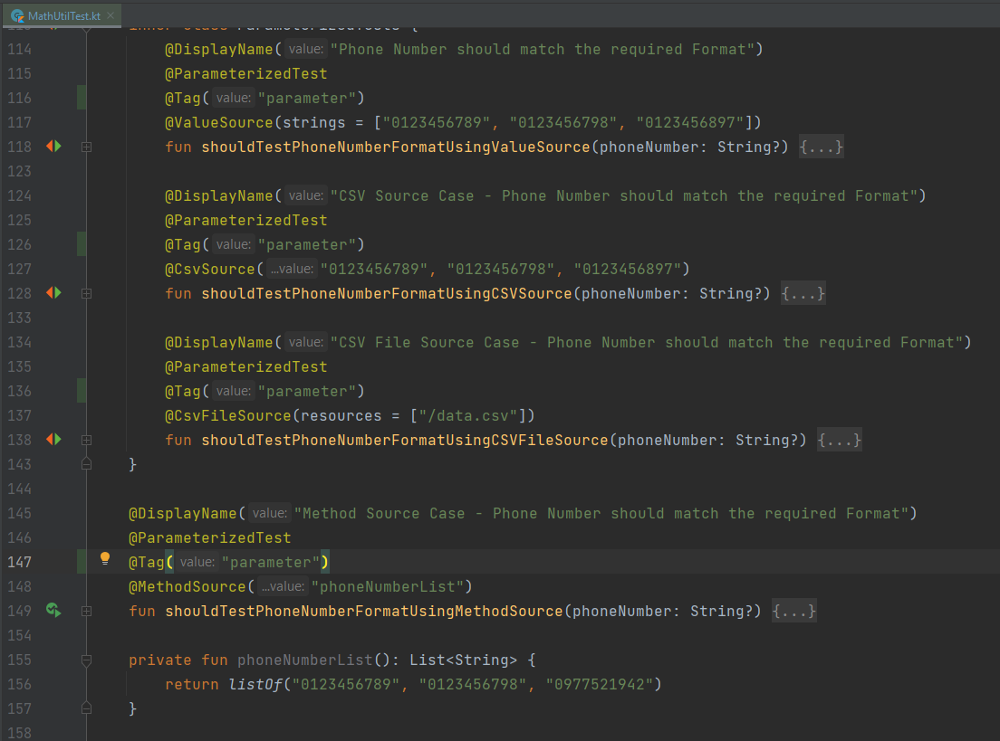 MathUtilTest.kt ×
inner class ParameterizedTests {
114 @DisplayName( value: "Phone Number should match the required Format")
115 @ParameterizedTest
116 @Tag( value: "parameter")
117 @ValueSource(strings = ["0123456789", "0123456798", "0123456897"])
118 fun shouldTestPhoneNumberFormatUsingValueSource(phoneNumber: String?) {...}
123
124 @DisplayName( value: "CSV Source Case - Phone Number should match the required Format")
125 @ParameterizedTest
126 @Tag( value: "parameter")
127 @CsvSource( ...value: "0123456789", "0123456798", "0123456897")
128 fun shouldTestPhoneNumberFormatUsingCSVSource(phoneNumber: String?) {...}
133
134 @DisplayName( value: "CSV File Source Case - Phone Number should match the required Format")
135 @ParameterizedTest
136 @Tag( value: "parameter")
137 @CsvFileSource(resources = ["/data.csv"])
138 fun shouldTestPhoneNumberFormatUsingCSVFileSource(phoneNumber: String?) {...}
143 }
144
145 @DisplayName( value: "Method Source Case - Phone Number should match the required Format")
146 @ParameterizedTest
147 @Tag( value: "parameter")
148 @MethodSource( ...value: "phoneNumberList")
149 fun shouldTestPhoneNumberFormatUsingMethodSource(phoneNumber: String?) {...}
154
155 private fun phoneNumberList(): List<String> {
156 return listOf("0123456789", "0123456798", "0977521942")
157 }
158